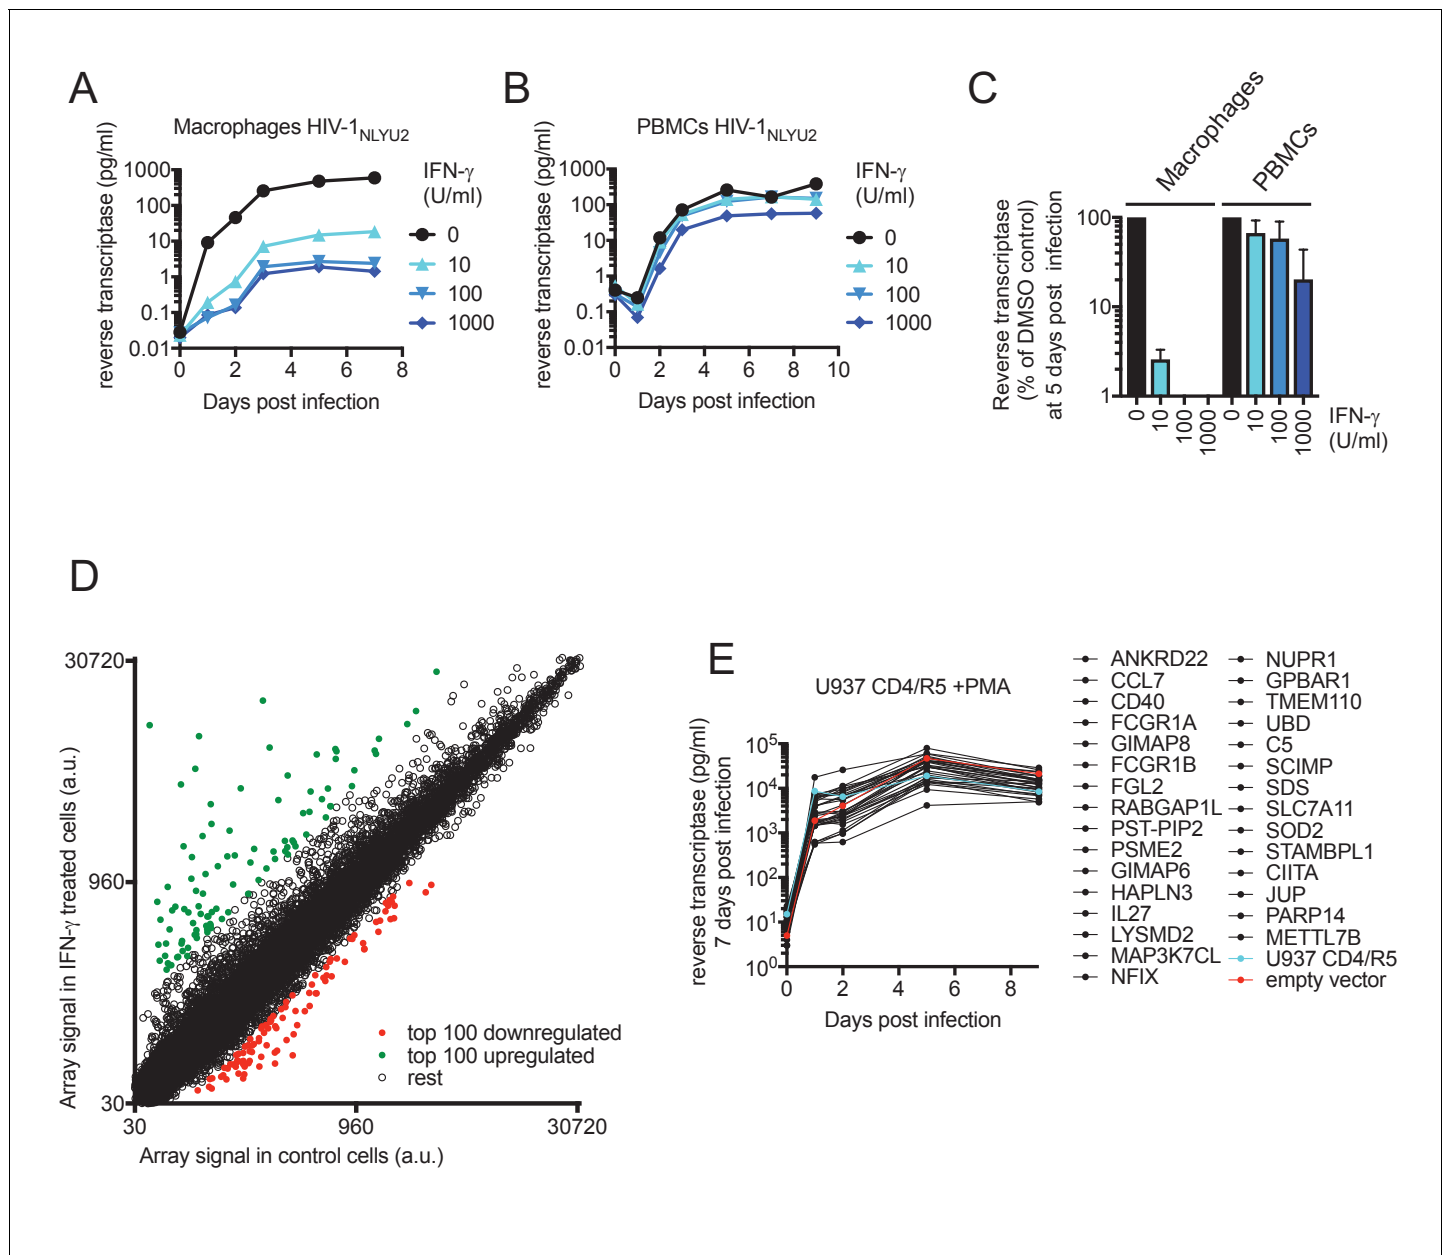 A
Macrophages HIV-1NLYU2
reverse transcriptase (pg/ml)
1000
100
10
1
0.1
0.01
0 2 4 6 8
Days post infection
IFN-γ
(U/ml)
0
10
100
1000
B
PBMCs HIV-1NLYU2
reverse transcriptase (pg/ml)
1000
100
10
1
0.1
0.01
0 2 4 6 8 10
Days post infection
IFN-γ
(U/ml)
0
10
100
1000
C
Macrophages
PBMCs
Reverse transcriptase
(% of DMSO control)
at 5 days post infection
100
10
1
0 10 100 1000 0 10 100 1000
IFN-γ
(U/ml)
D
Array signal in IFN-γ treated cells (a.u.)
30720
960
30
30 960 30720
Array signal in control cells (a.u.)
top 100 downregulated
top 100 upregulated
rest
E
U937 CD4/R5 +PMA
reverse transcriptase (pg/ml)
7 days post infection
10^5
10^4
10^3
10^2
10^1
10^0
0 2 4 6 8
Days post infection
ANKRD22
CCL7
CD40
FCGR1A
GIMAP8
FCGR1B
FGL2
RABGAP1L
PST-PIP2
PSME2
GIMAP6
HAPLN3
IL27
LYSMD2
MAP3K7CL
NFIX
NUPR1
GPBAR1
TMEM110
UBD
C5
SCIMP
SDS
SLC7A11
SOD2
STAMBPL1
CIITA
JUP
PARP14
METTL7B
U937 CD4/R5
empty vector